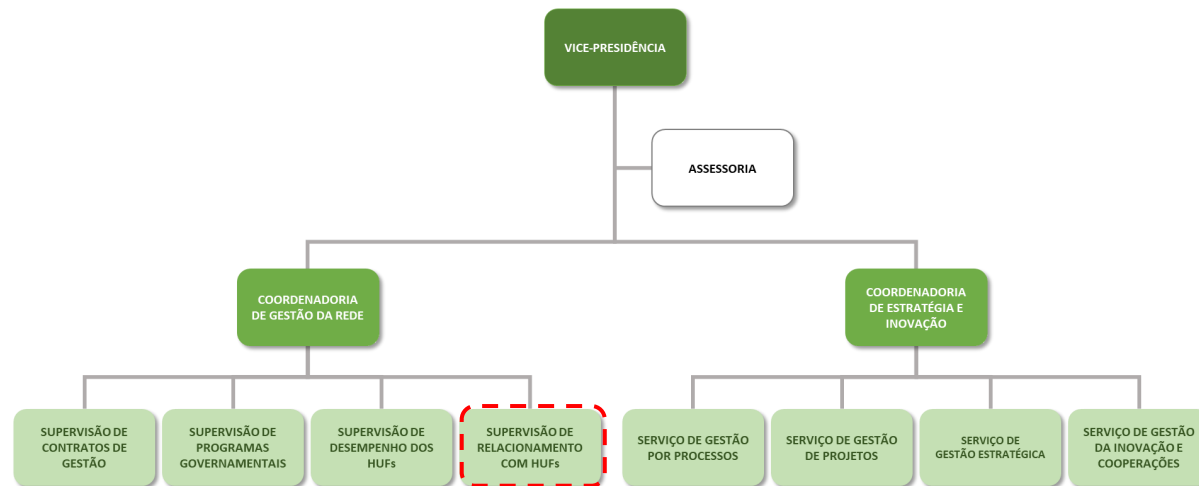 VICE-PRESIDÊNCIA
ASSESSORIA
COORDENADORIA
DE GESTÃO DA REDE
COORDENADORIA
DE ESTRATÉGIA E
INOVAÇÃO
SUPERVISÃO DE
CONTRATOS DE
GESTÃO
SUPERVISÃO DE
PROGRAMAS
GOVERNAMENTAIS
SUPERVISÃO DE
DESEMPENHO DOS
HUFs
SUPERVISÃO DE
RELACIONAMENTO
COM HUFs
SERVIÇO DE GESTÃO
POR PROCESSOS
SERVIÇO DE GESTÃO
DE PROJETOS
SERVIÇO DE
GESTÃO ESTRATÉGICA
SERVIÇO DE GESTÃO
DA INOVAÇÃO E
COOPERAÇÕES